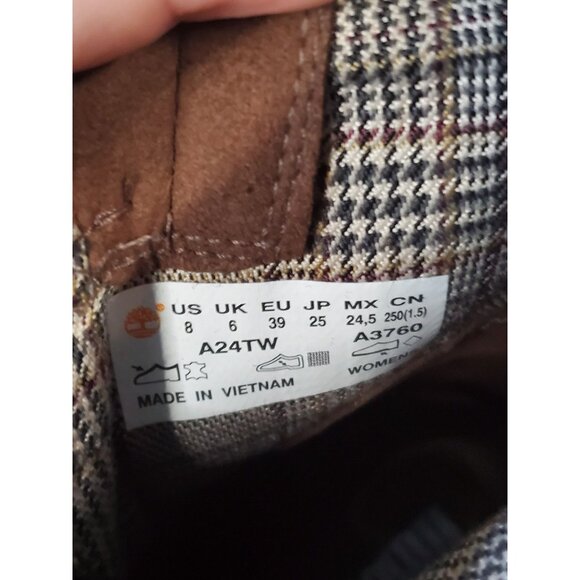 US UK EU JP MX CN
8 6 39 25 24,5 250(1.5)
A24TW A3760
WOMENS
MADE IN VIETNAM